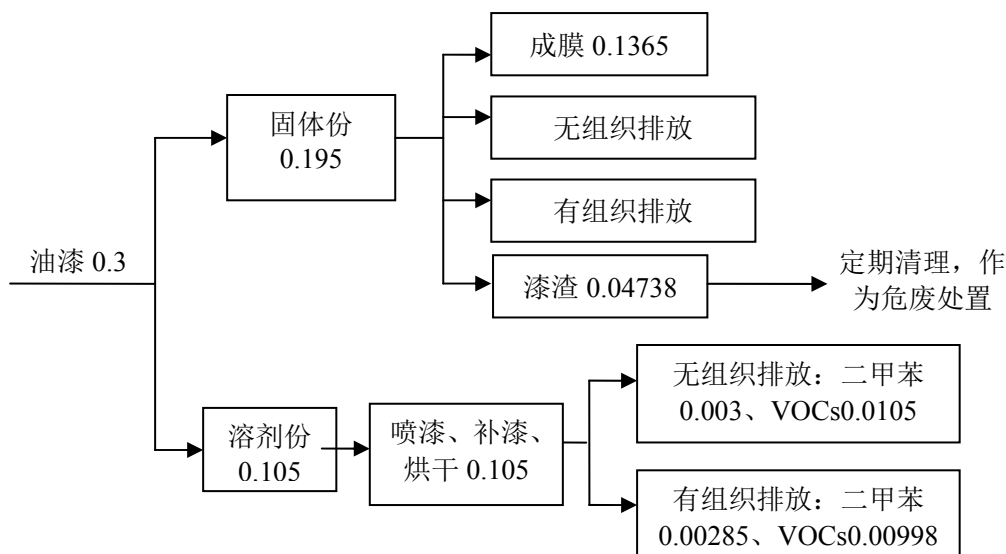 成膜 0.1365
固体份
0.195
无组织排放
有组织排放
油漆 0.3
漆渣 0.04738
定期清理，作
为危废处置
溶剂份
0.105
喷漆、补漆、
烘干 0.105
无组织排放：二甲苯
0.003、VOCs0.0105
有组织排放：二甲苯
0.00285、VOCs0.00998